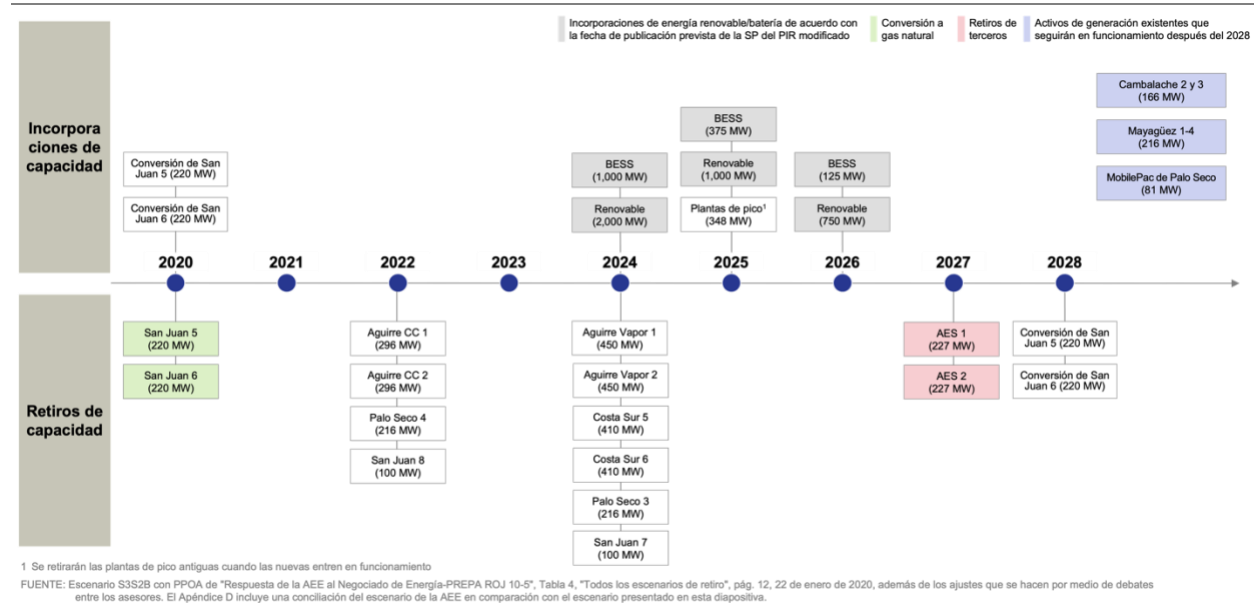 Incorporaciones de energía renovable/batería de acuerdo con
la fecha de publicación prevista de la SP del PIR modificado
Conversión a
gas natural
Retiros de
terceros
Activos de generación existentes que
seguirán en funcionamiento después del 2028
Incorpora
ciones de
capacidad
Conversión de San
Juan 5 (220 MW)
Conversión de San
Juan 6 (220 MW)
BESS
(1,000 MW)
Renovable
(2,000 MW)
BESS
(375 MW)
Renovable
(1,000 MW)
Plantas de pico¹
(348 MW)
BESS
(125 MW)
Renovable
(750 MW)
Cambalache 2 y 3
(166 MW)
Mayagüez 1-4
(216 MW)
MobilePac de Palo Seco
(81 MW)
2020
2021
2022
2023
2024
2025
2026
2027
2028
Retiros de
capacidad
San Juan 5
(220 MW)
San Juan 6
(220 MW)
Aguirre CC 1
(296 MW)
Aguirre CC 2
(296 MW)
Palo Seco 4
(216 MW)
San Juan 8
(100 MW)
Aguirre Vapor 1
(450 MW)
Aguirre Vapor 2
(450 MW)
Costa Sur 5
(410 MW)
Costa Sur 6
(410 MW)
Palo Seco 3
(216 MW)
San Juan 7
(100 MW)
AES 1
(227 MW)
AES 2
(227 MW)
Conversión de San
Juan 5 (220 MW)
Conversión de San
Juan 6 (220 MW)
1 Se retirarán las plantas de pico antiguas cuando las nuevas entren en funcionamiento
FUENTE: Escenario S3S2B con PPOA de "Respuesta de la AEE al Negociado de Energía-PREPA ROJ 10-5", Tabla 4, "Todos los escenarios de retiro", pág. 12, 22 de enero de 2020, además de los ajustes que se hacen por medio de debates
entre los asesores. El Apéndice D incluye una conciliación del escenario de la AEE en comparación con el escenario presentado en esta diapositiva.